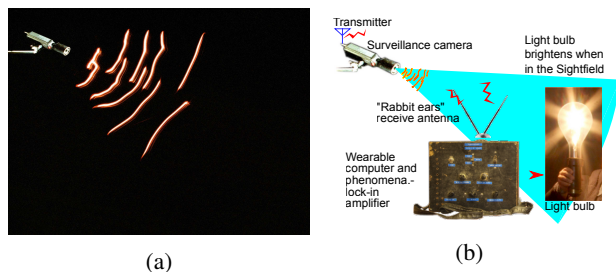 Transmitter
Surveillance camera
Light bulb
brightens when
in the Sightfield
"Rabbit ears"
receive antenna
Wearable
computer and
phenomena.-
lock-in
amplifier
Light bulb
(a)
(b)